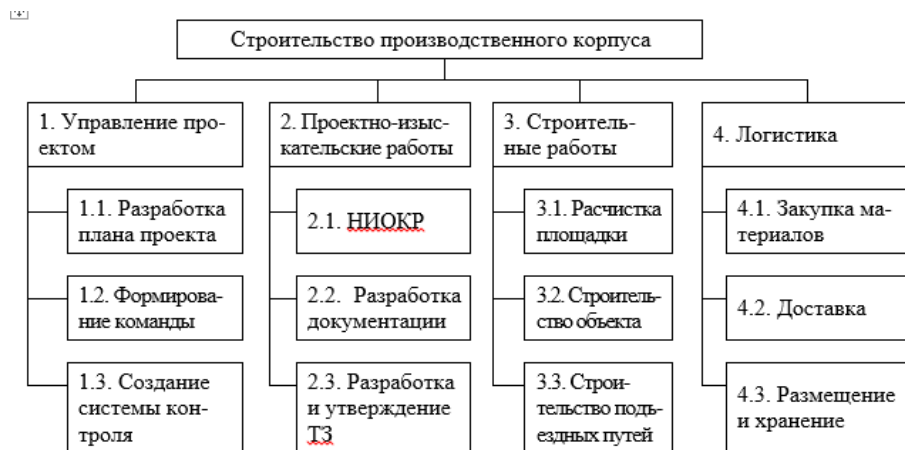 Строительство производственного корпуса
1. Управление про-
ектом
1.1. Разработка
плана проекта
1.2. Формирова-
ние команды
1.3. Создание
системы кон-
троля
2. Проектно-изыс-
кательские работы
2.1. НИОКР
2.2. Разработка
документации
2.3. Разработка
и утверждение
ТЗ
3. Строитель-
ные работы
3.1. Расчистка
площадки
3.2. Строитель-
ство объекта
3.3. Строи-
тельство подъ-
ездных путей
4. Логистика
4.1. Закупка ма-
териалов
4.2. Доставка
4.3. Размещение
и хранение